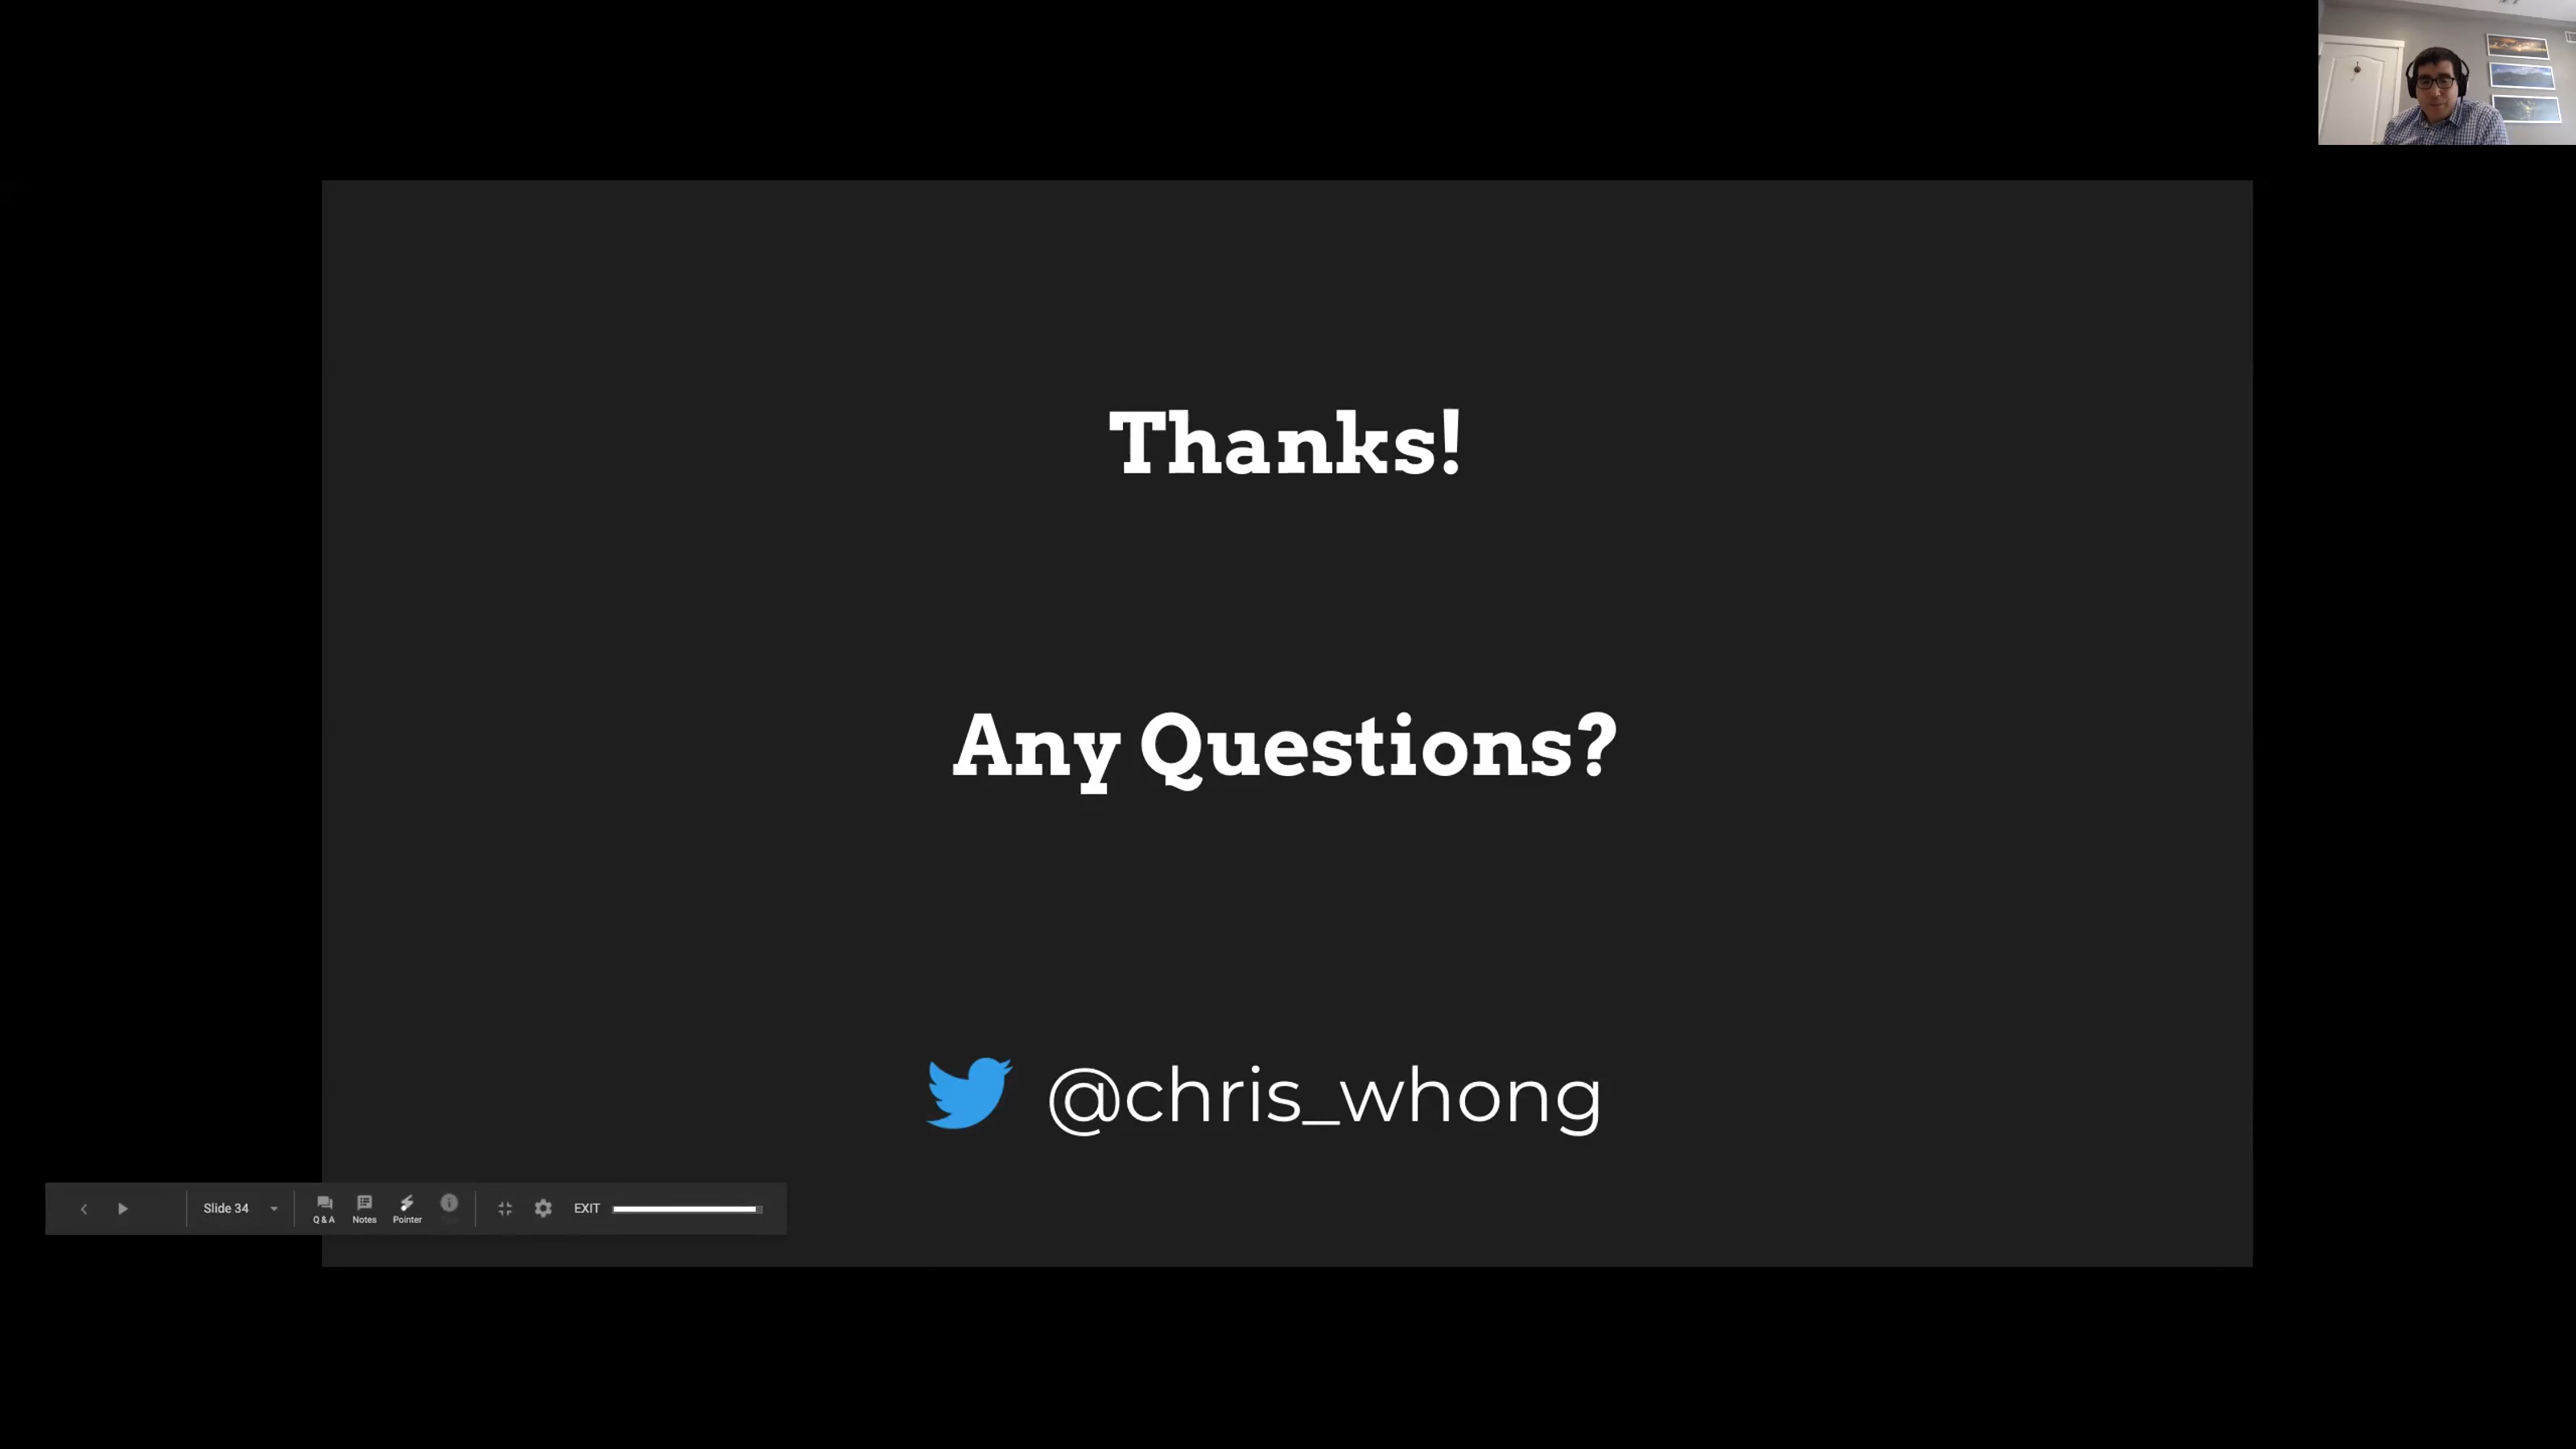 Thanks!
Any Questions?
@chris_whong
Slide 34
Q & A
Notes
Pointer
EXIT